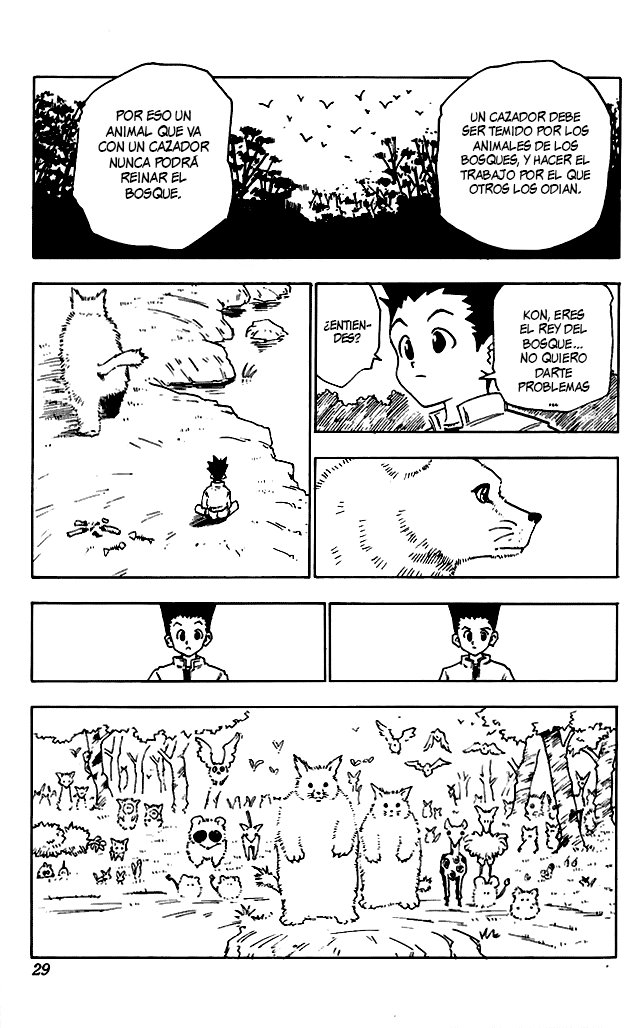 UN CAZADOR DEBE
SER TEMIDO POR LOS
ANIMALES DE LOS
BOSQUES, Y HACER EL
TRABAJO POR EL QUE
OTROS LOS ODIAN.
POR ESO UN
ANIMAL QUE VA
CON UN CAZADOR
NUNCA PODRÁ
REINAR EL
BOSQUE.
KON, ERES
EL REY DEL
BOSQUE...
NO QUIERO
DARTE
PROBLEMAS
...
¿ENTIEN-
DES?
29